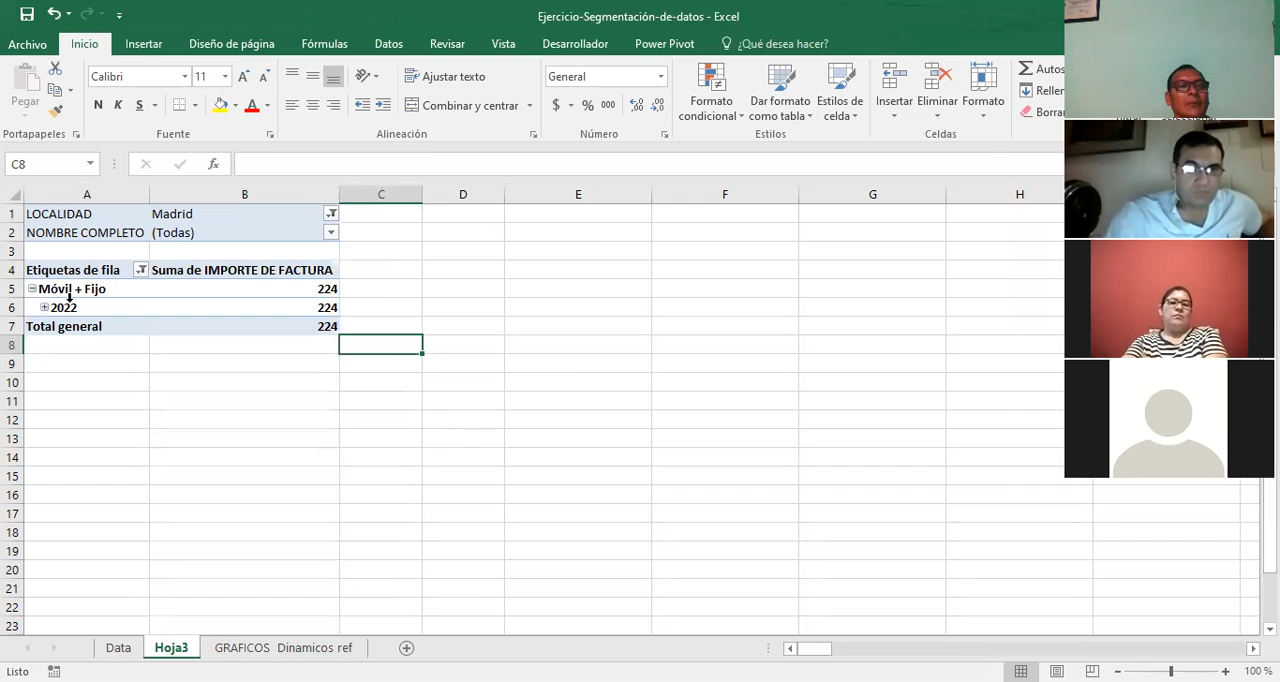 Ejercicio-Segmentación-de-datos - Excel
Archivo Inicio Insertar Diseño de página Fórmulas Datos Revisar Vista Desarrollador Power Pivot ¿Qué desea hacer?
Pegar
Calibri 11
N K S
Ajustar texto
Combinar y centrar
General
$ % 000
Formato condicional
Dar formato como tabla
Estilos de celda
Insertar Eliminar Formato
Autos
Rellen
Borra
Portapapeles Fuente Alineación Número Estilos Celdas
C8 fx
A B C D E F G H
1 LOCALIDAD Madrid
2 NOMBRE COMPLETO (Todas)
3
4 Etiquetas de fila Suma de IMPORTE DE FACTURA
5 Móvil + Fijo 224
6 2022 224
7 Total general 224
8
9
10
11
12
13
14
15
16
17
18
19
20
21
22
23
Data Hoja3 GRAFICOS Dinamicos ref
Listo 100 %